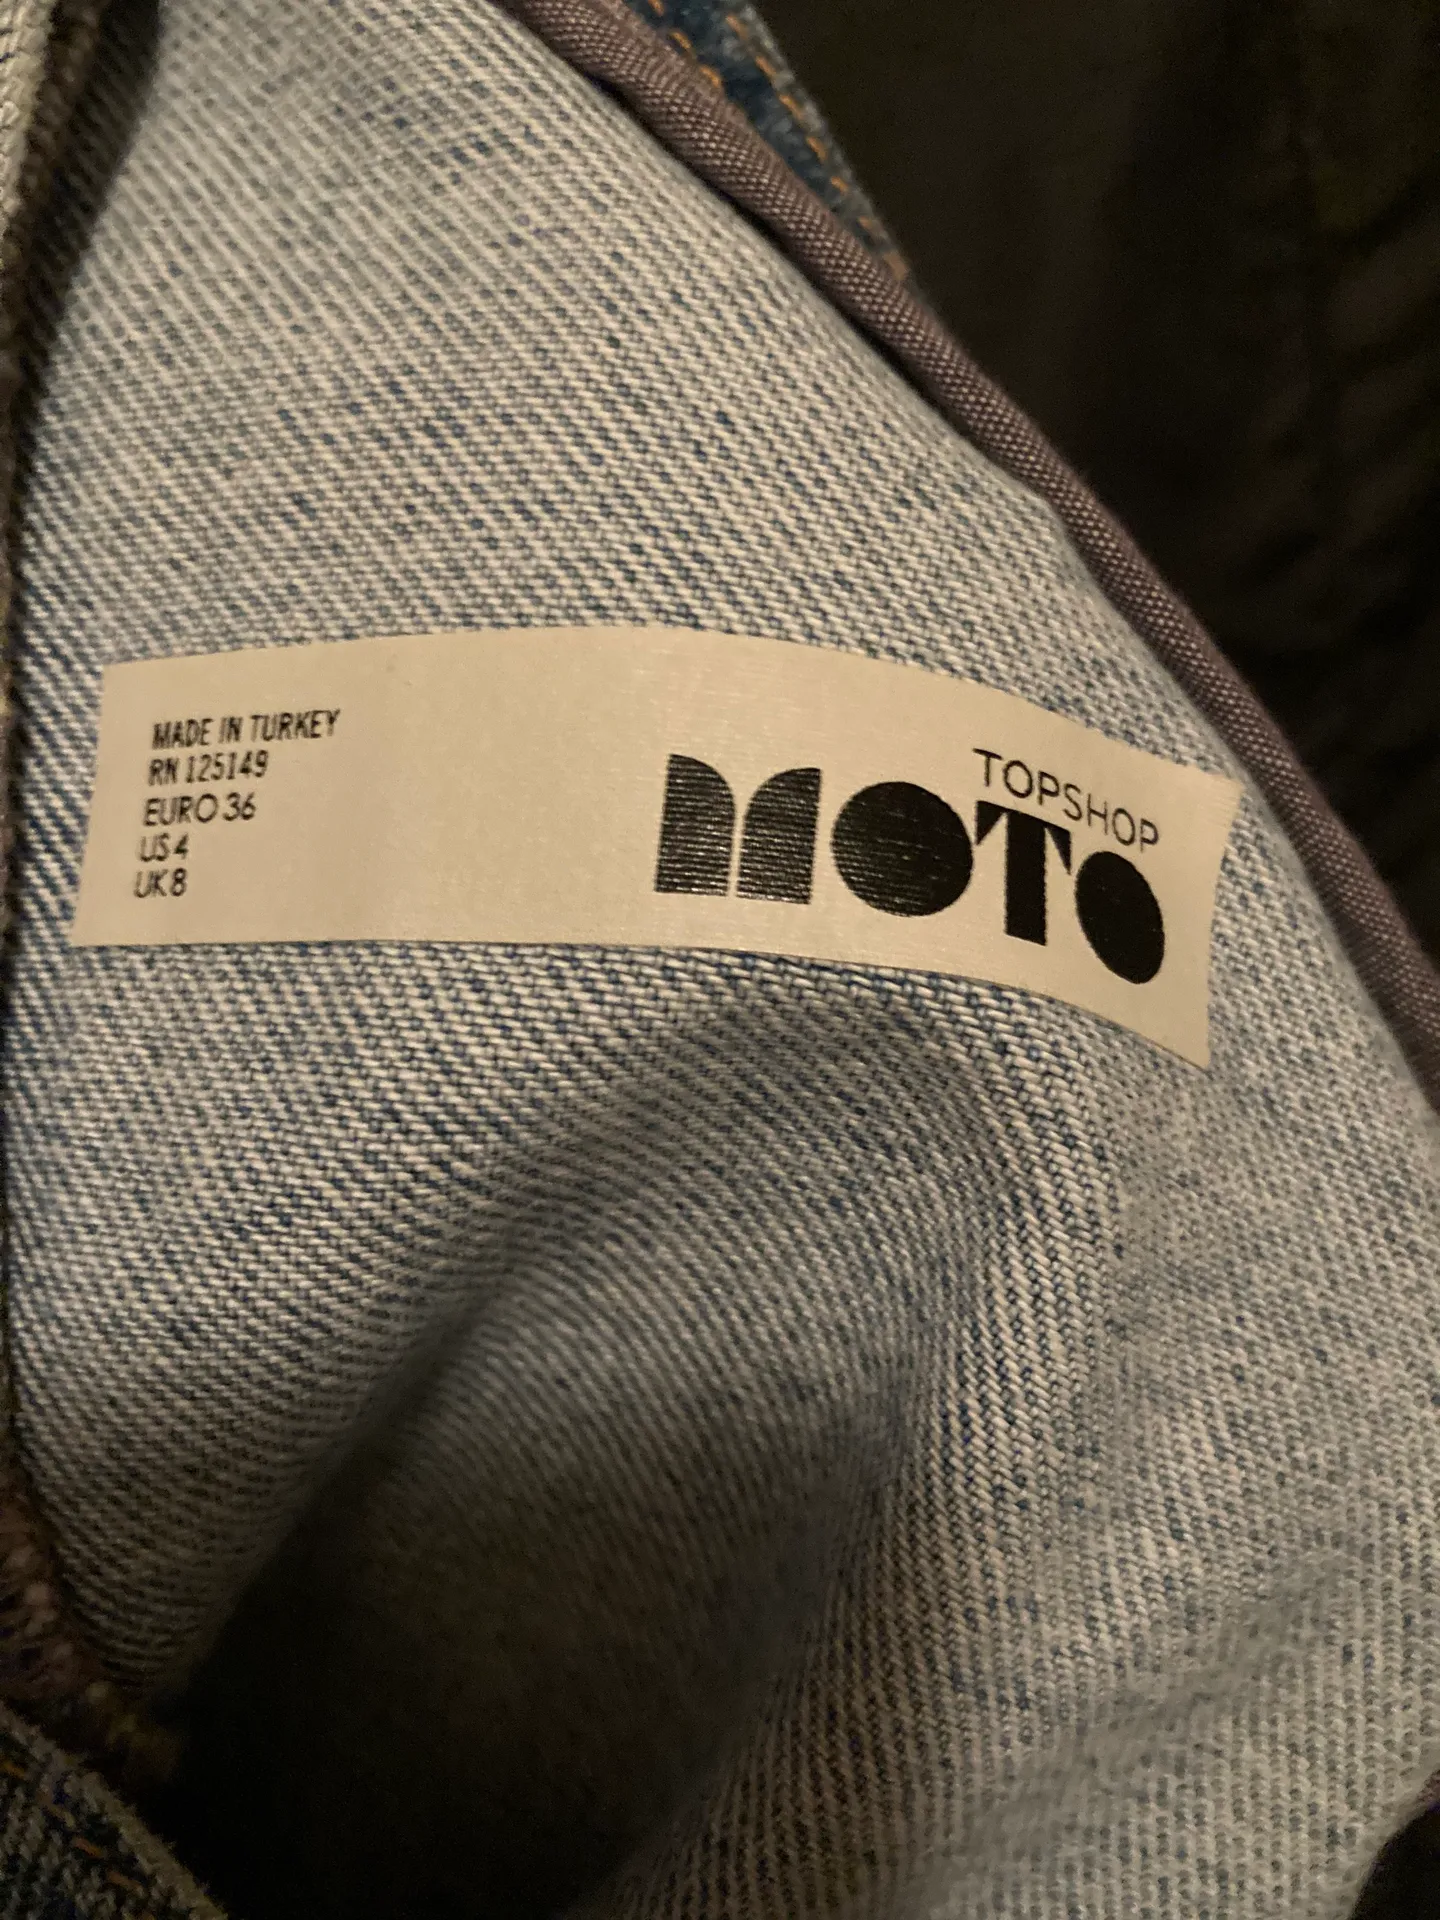 MADE IN TURKEY
RN 125149
EURO 36
US 4
UK 8
TOPSHOP
MOTO